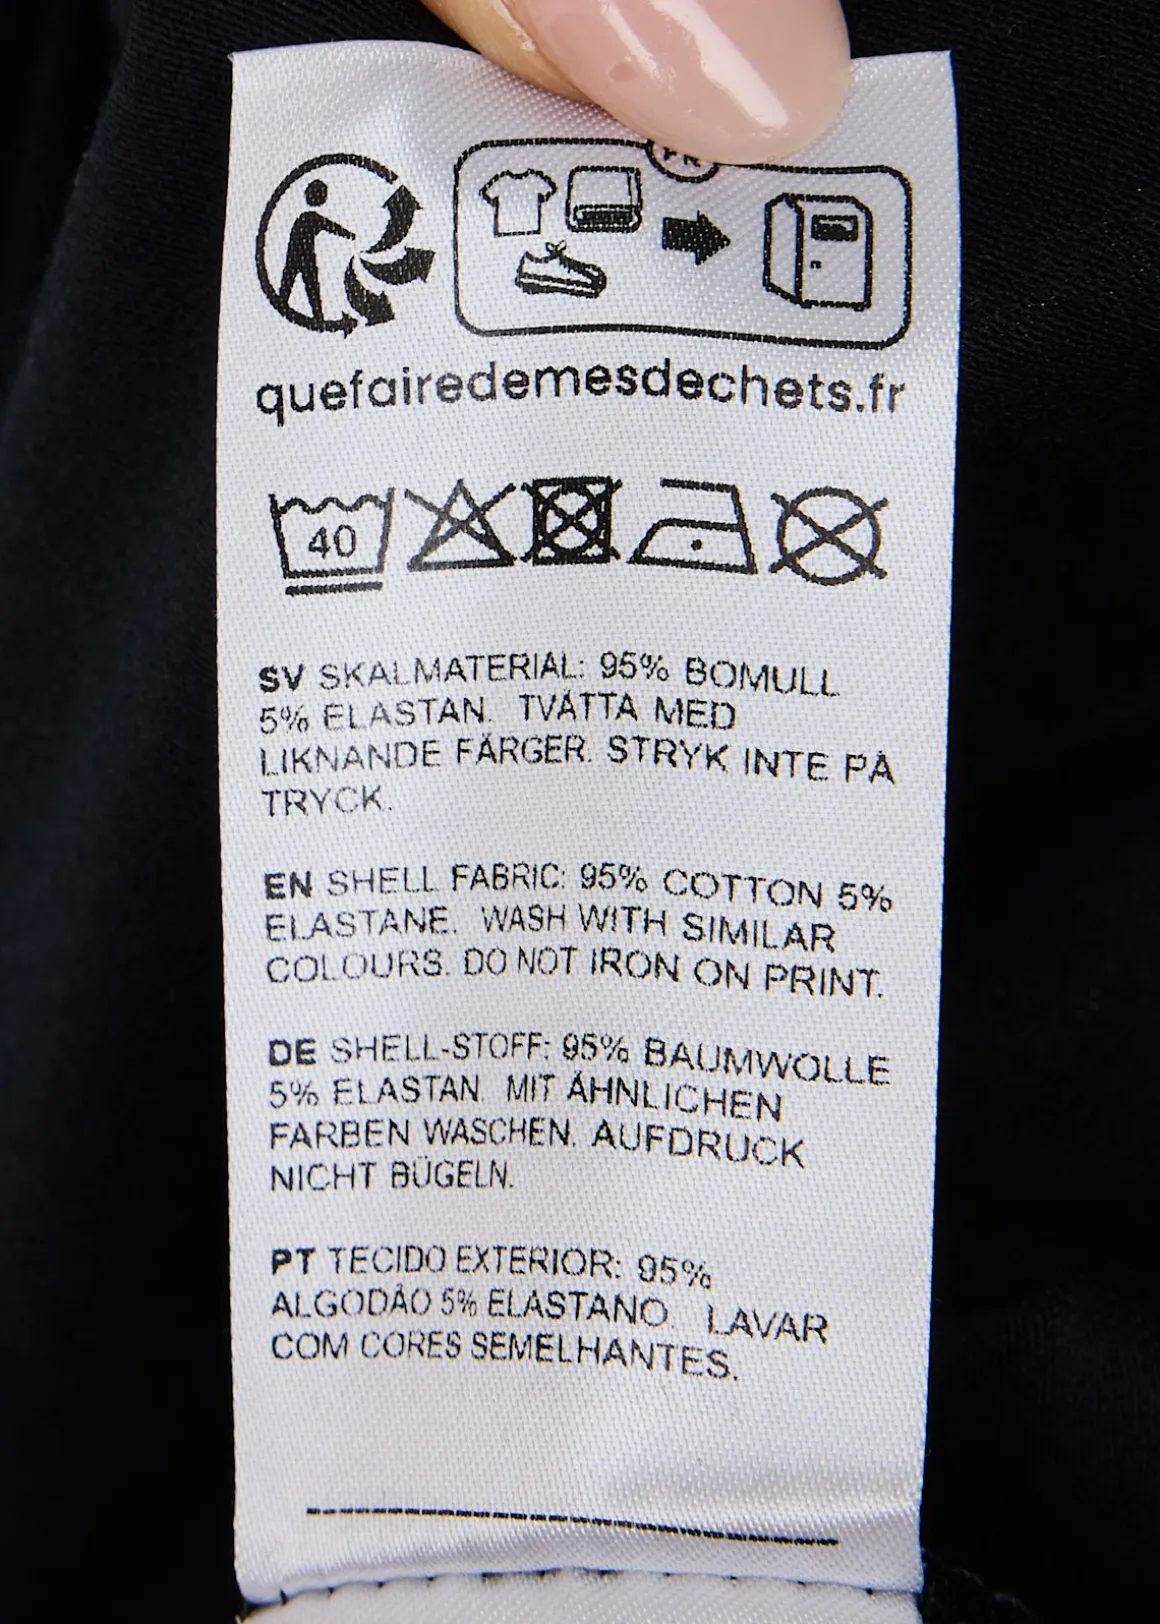 FR
quefairedemesdechets.fr
40
SV SKALMATERIAL: 95% BOMULL
5% ELASTAN. TVÄTTA MED
LIKNANDE FÄRGER. STRYK INTE PÅ
TRYCK.
EN SHELL FABRIC: 95% COTTON 5%
ELASTANE. WASH WITH SIMILAR
COLOURS. DO NOT IRON ON PRINT.
DE SHELL-STOFF: 95% BAUMWOLLE
5% ELASTAN. MIT ÄHNLICHEN
FARBEN WASCHEN. AUFDRUCK
NICHT BÜGELN.
PT TECIDO EXTERIOR: 95%
ALGODÃO 5% ELASTANO. LAVAR
COM CORES SEMELHANTES.